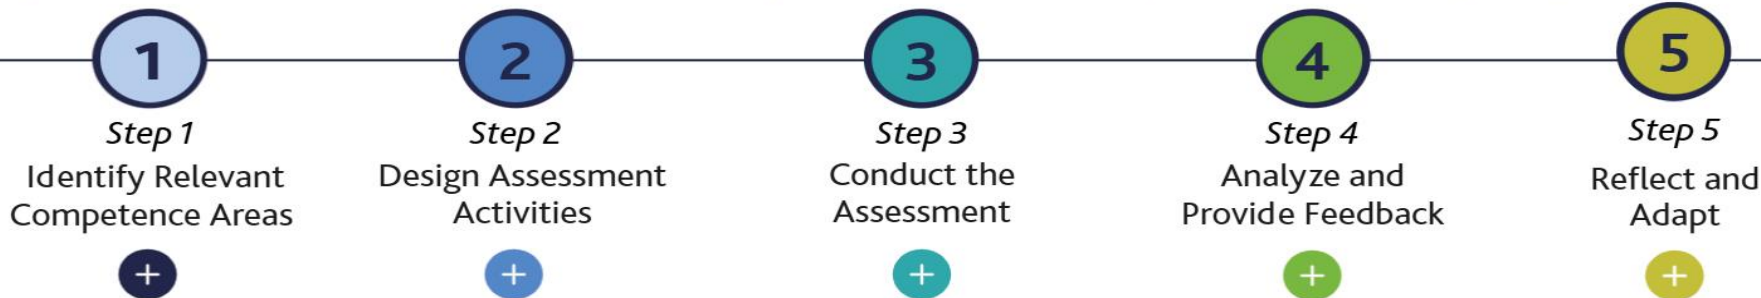 1
Step 1
Identify Relevant
Competence Areas
+
2
Step 2
Design Assessment
Activities
+
3
Step 3
Conduct the
Assessment
+
4
Step 4
Analyze and
Provide Feedback
+
5
Step 5
Reflect and
Adapt
+